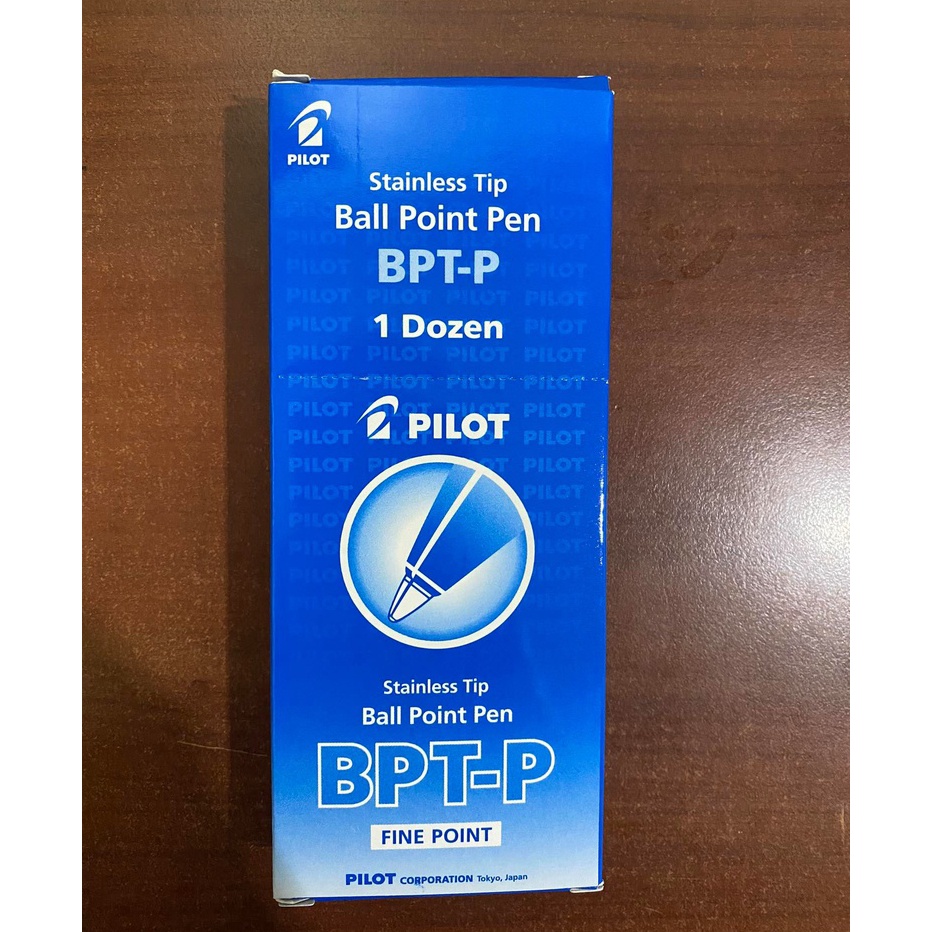 PILOT
Stainless Tip
Ball Point Pen
BPT-P
1 Dozen
PILOT
Stainless Tip
Ball Point Pen
BPT-P
FINE POINT
PILOT CORPORATION Tokyo, Japan